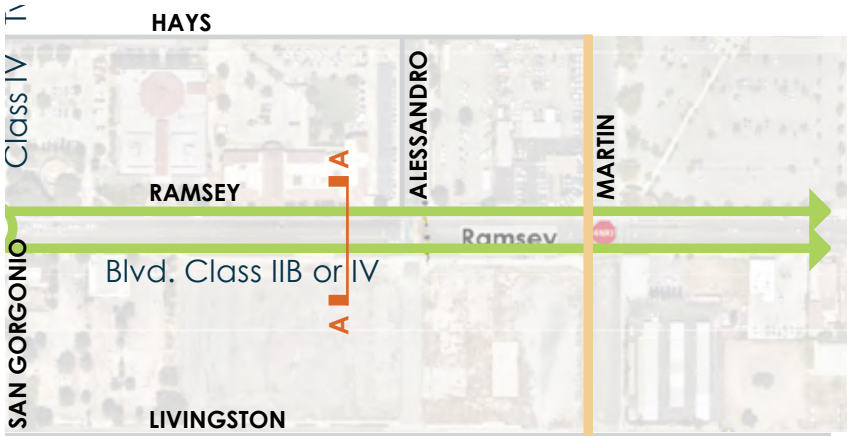 HAYS
Class IV
ALESSANDRO
MARTIN
A
RAMSEY
Ramsey
Blvd. Class IIB or IV
A
SAN GORGONIO
LIVINGSTON